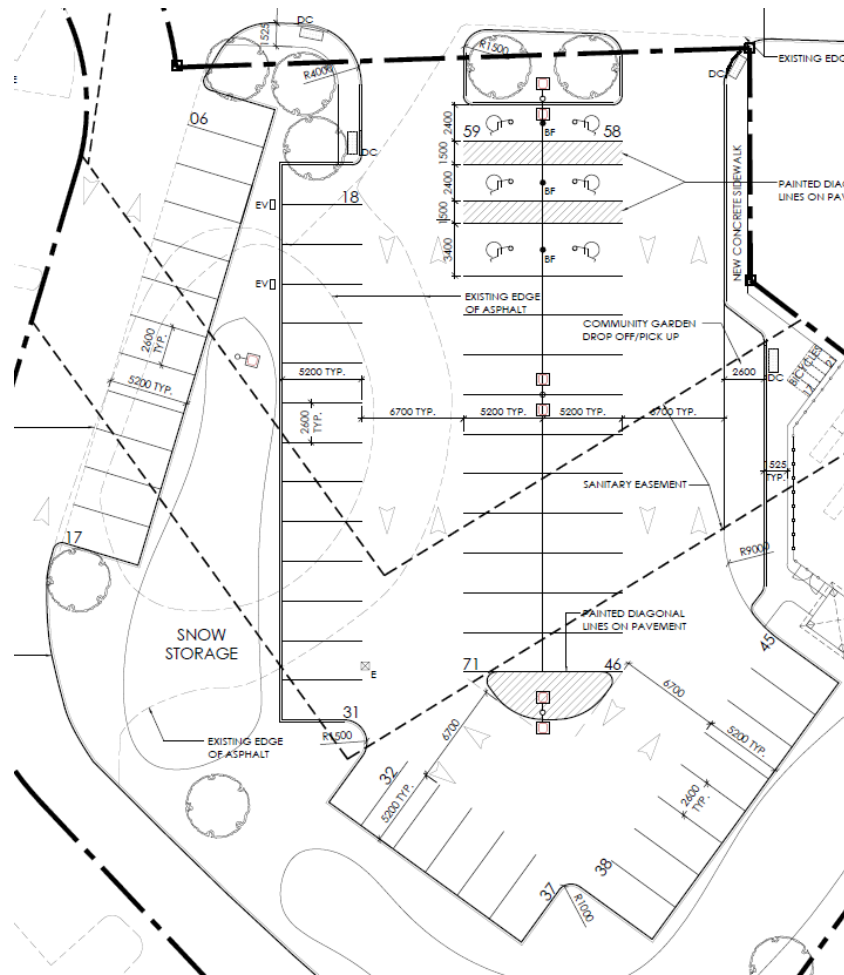 DC
1525
R4000
R1500
EXISTING EDG
DC
06
2400
59
58
BF
DC
1500
PAINTED DIAG
LINES ON PAV
2400
BF
18
EV
1500
NEW CONCRETE SIDEWALK
3400
BF
EV
EXISTING EDGE
OF ASPHALT
COMMUNITY GARDEN
DROP OFF/PICK UP
2600
TYP.
5200 TYP.
5200 TYP.
2600
DC
BICYCLES
12
2600
TYP.
6700 TYP.
5200 TYP.
5200 TYP.
6700 TYP.
525
TYP.
SANITARY EASEMENT
17
R9000
PAINTED DIAGONAL
LINES ON PAVEMENT
SNOW
STORAGE
E
71
46
45
6700
5200 TYP.
31
R1500
EXISTING EDGE
OF ASPHALT
6700
32
5200 TYP.
2600
TYP.
38
37
R1000